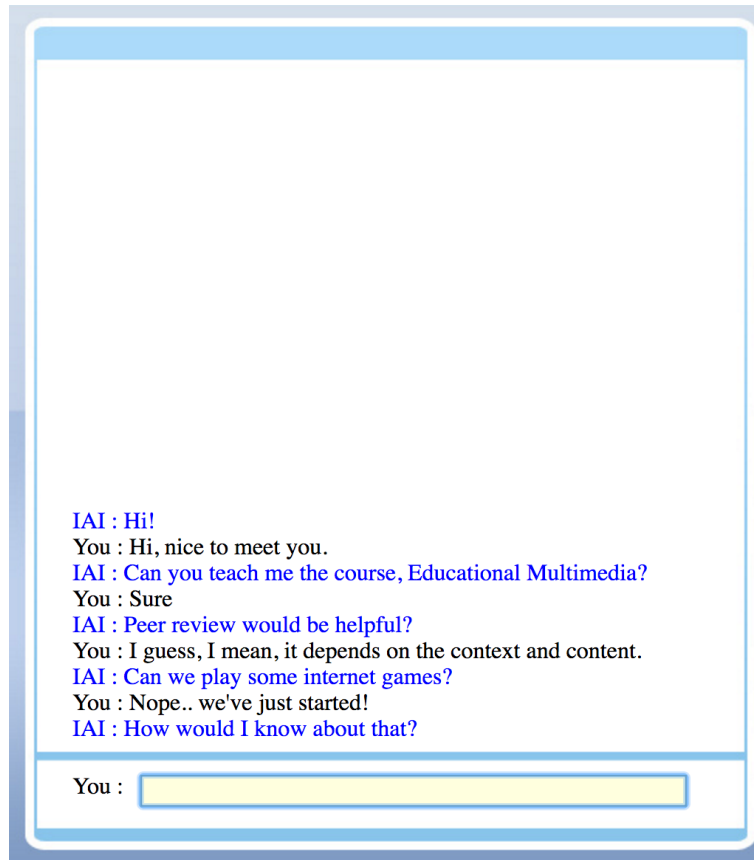 IAI : Hi!
You : Hi, nice to meet you.
IAI : Can you teach me the course, Educational Multimedia?
You : Sure
IAI : Peer review would be helpful?
You : I guess, I mean, it depends on the context and content.
IAI : Can we play some internet games?
You : Nope.. we've just started!
IAI : How would I know about that?
You :